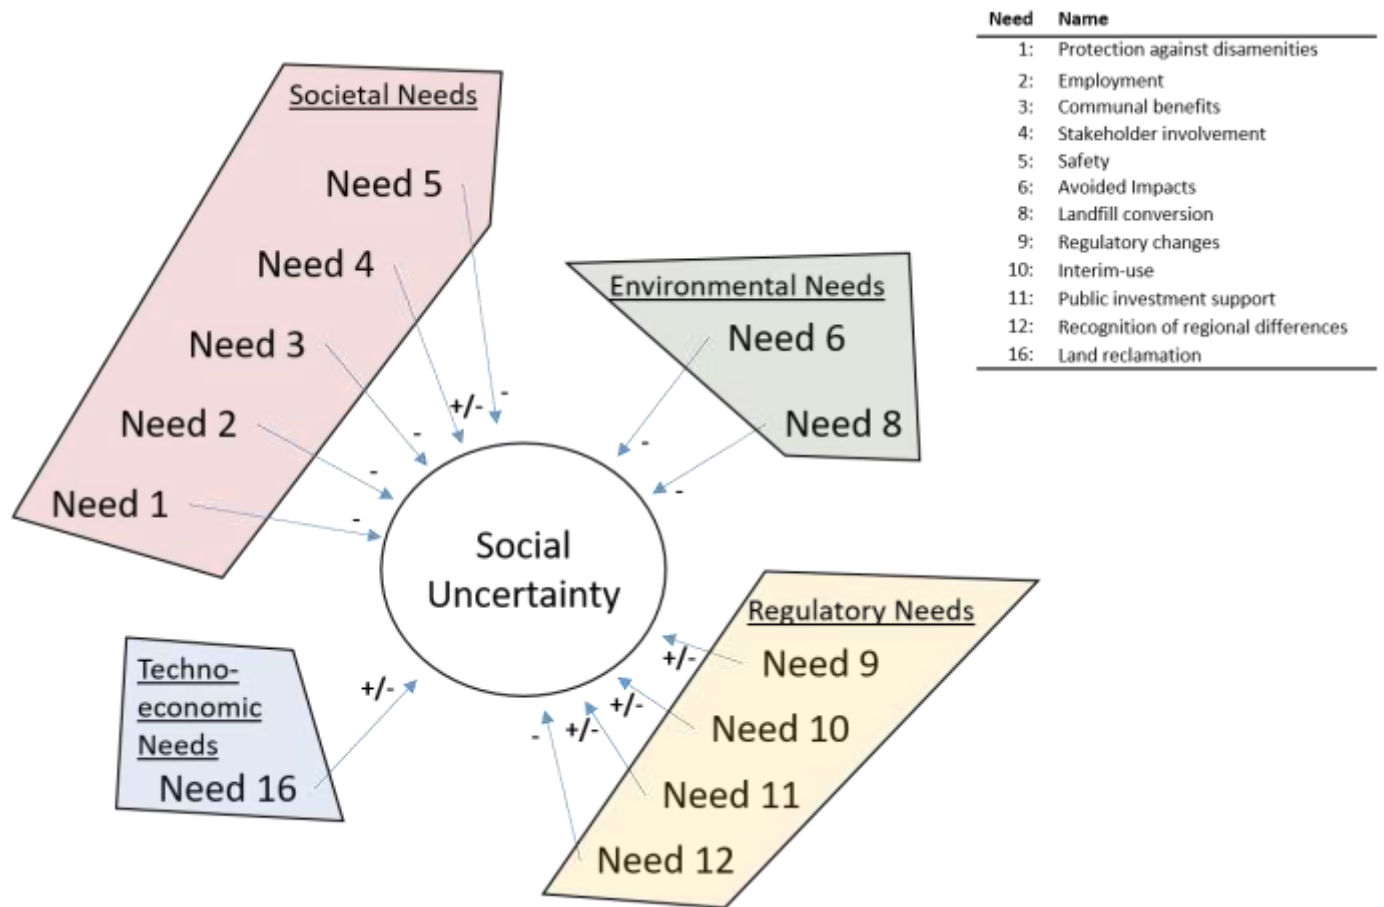 Need Name
1: Protection against disamenities
2: Employment
3: Communal benefits
4: Stakeholder involvement
5: Safety
6: Avoided Impacts
8: Landfill conversion
9: Regulatory changes
10: Interim-use
11: Public investment support
12: Recognition of regional differences
16: Land reclamation
Societal Needs
Need 5
Need 4
Need 3
Need 2
Need 1
-
+/-
-
-
-
Environmental Needs
Need 6
Need 8
-
-
Social
Uncertainty
Regulatory Needs
Need 9
Need 10
Need 11
Need 12
+/-
+/-
+/-
-
Techno-
economic
Needs
Need 16
+/-